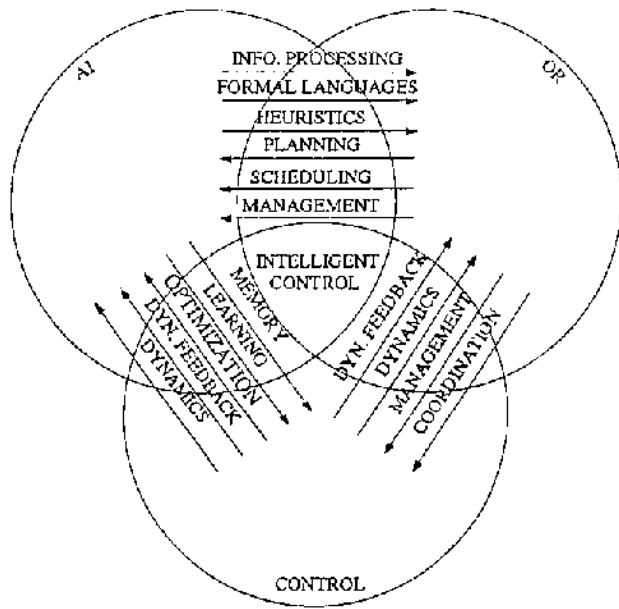 AI
OR
INFO. PROCESSING
FORMAL LANGUAGES
HEURISTICS
PLANNING
SCHEDULING
MANAGEMENT
INTELLIGENT
CONTROL
MEMORY
LEARNING
OPTIMIZATION
DYN. FEEDBACK
DYNAMICS
DYN. FEEDBACK
DYNAMICS
MANAGEMENT
COORDINATION
CONTROL